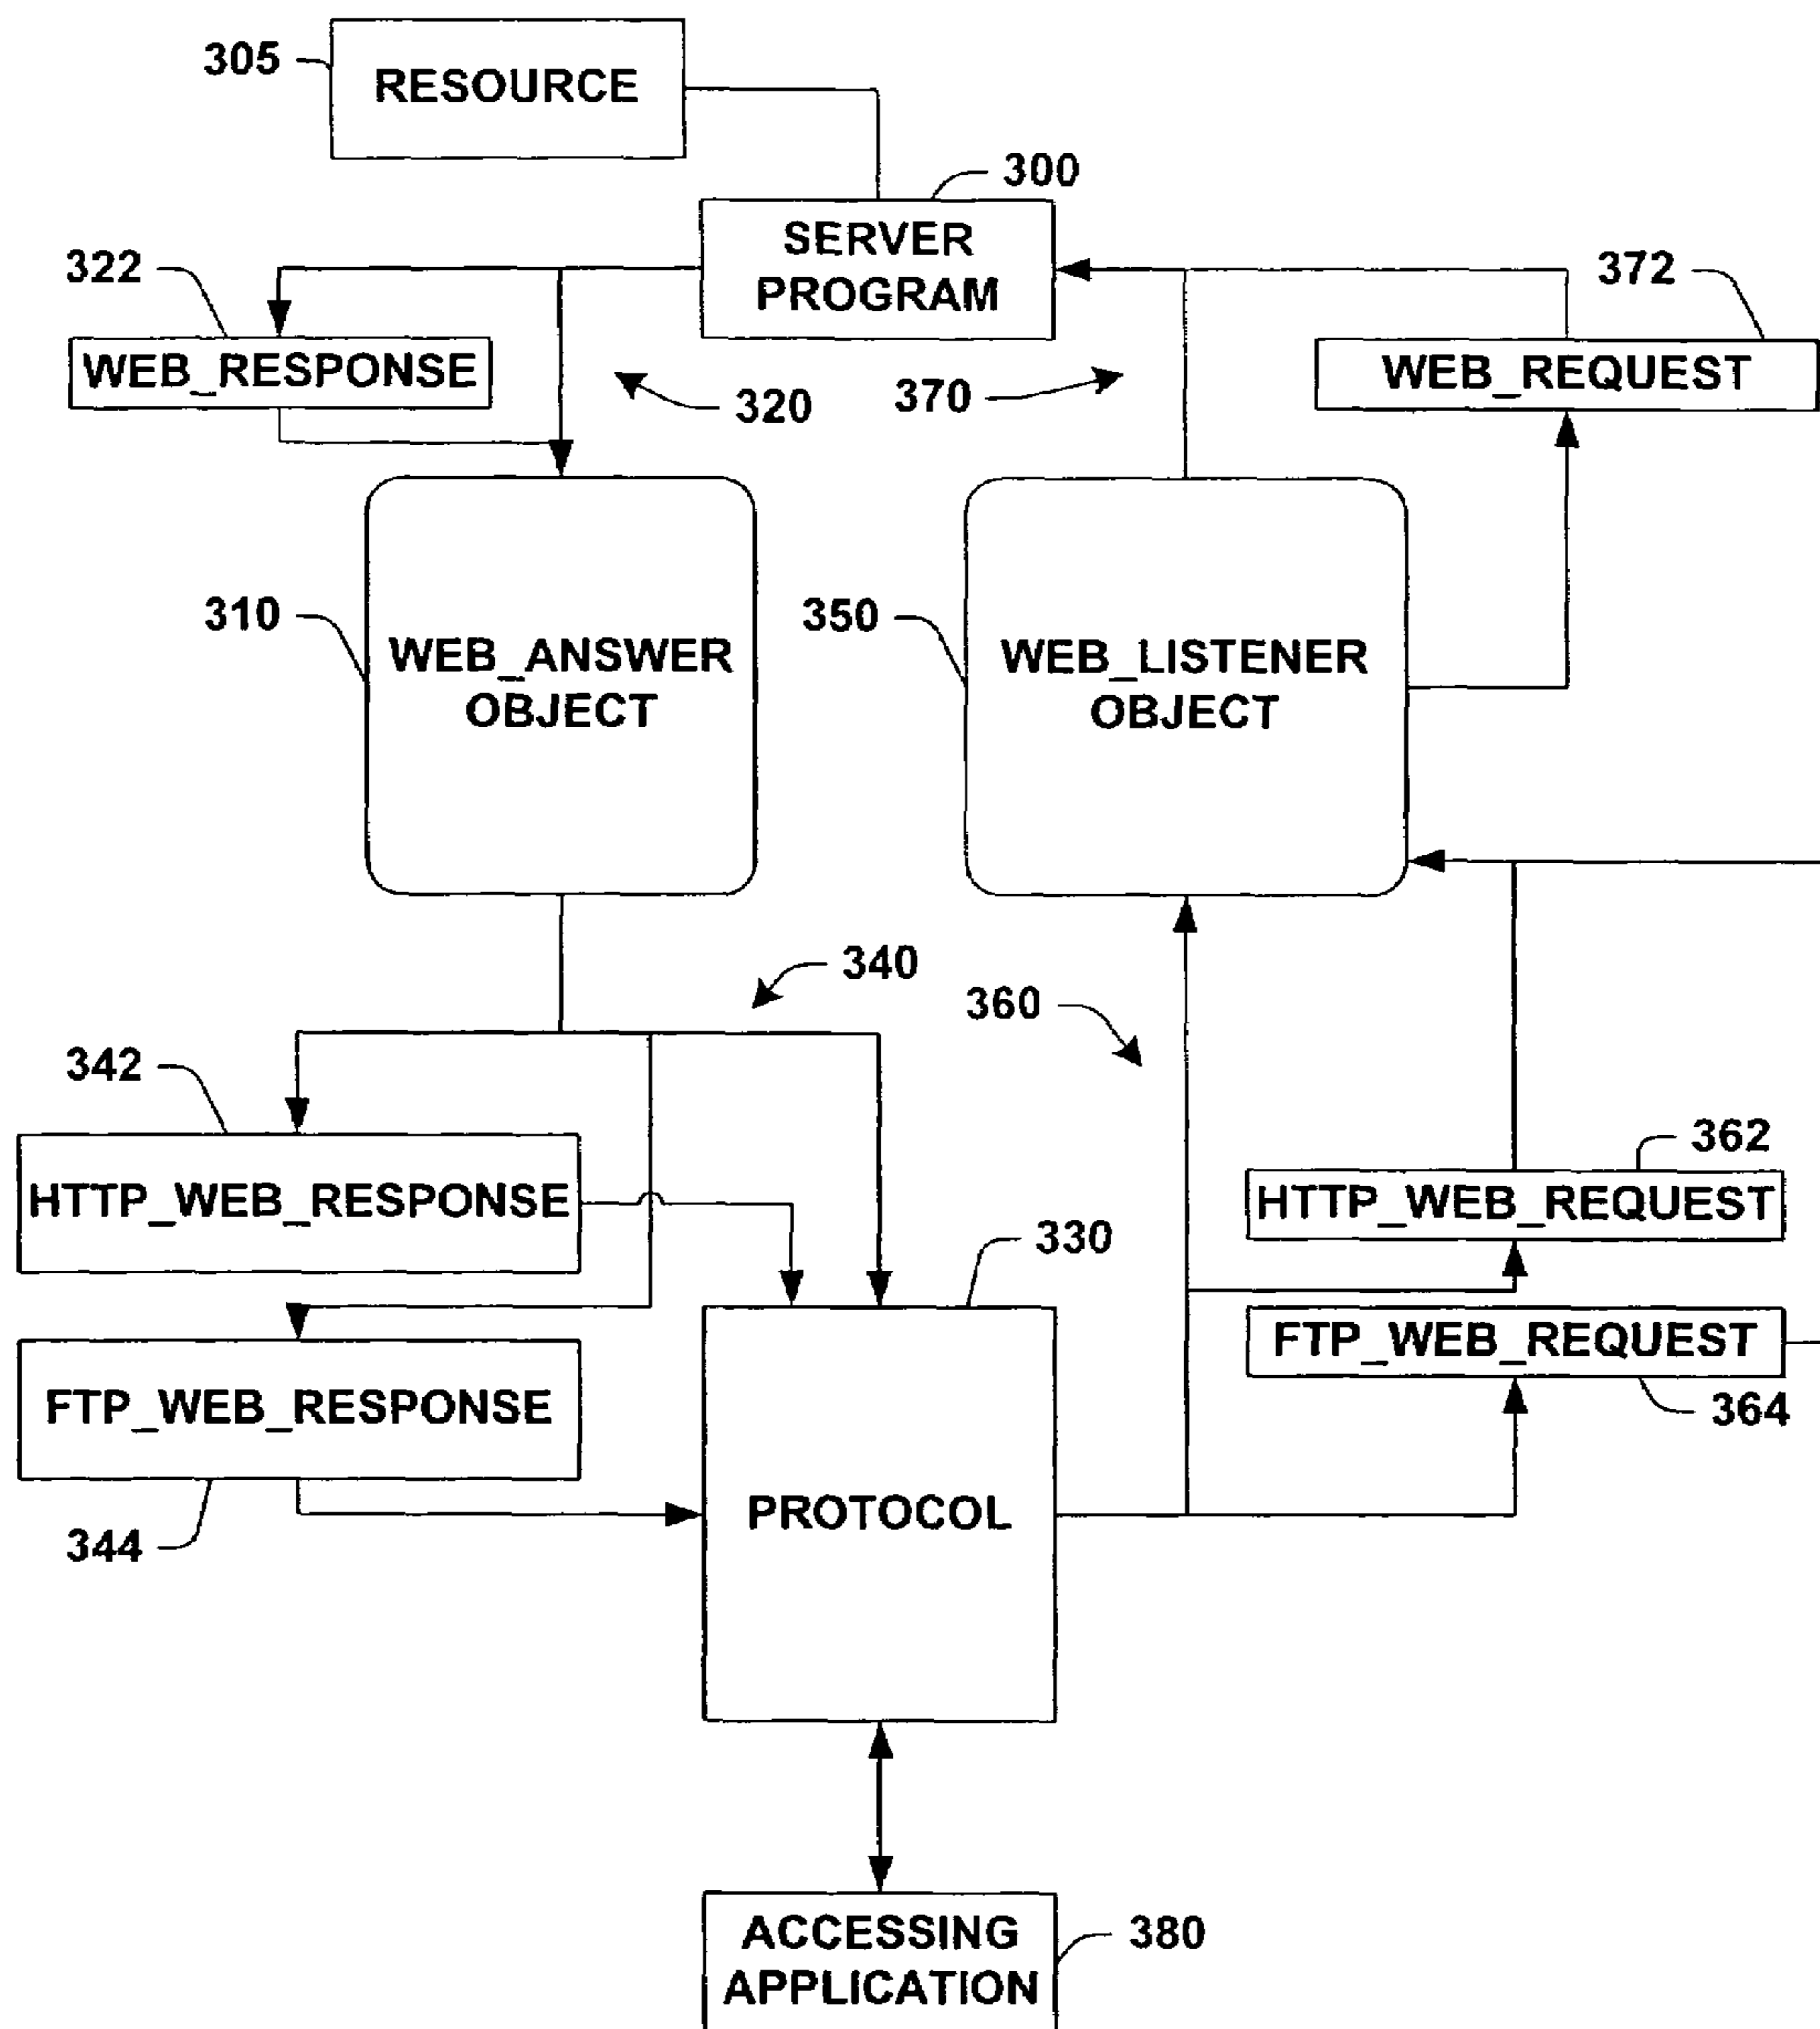 305
RESOURCE
300
SERVER
PROGRAM
322
372
WEB_RESPONSE
320
370
WEB_REQUEST
310
WEB_ANSWER
OBJECT
350
WEB_LISTENER
OBJECT
340
360
342
362
HTTP_WEB_RESPONSE
HTTP_WEB_REQUEST
330
FTP_WEB_REQUEST
364
FTP_WEB_RESPONSE
344
PROTOCOL
ACCESSING
APPLICATION
380